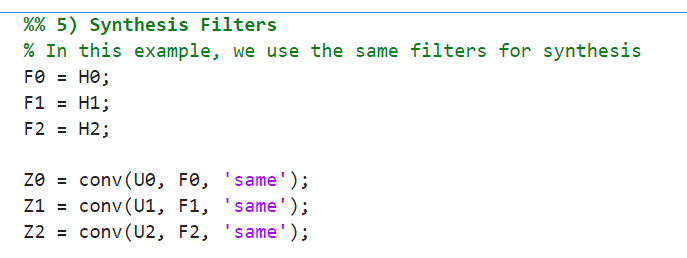 %% 5) Synthesis Filters
% In this example, we use the same filters for synthesis
F0 = H0;
F1 = H1;
F2 = H2;
Z0 = conv(U0, F0, 'same');
Z1 = conv(U1, F1, 'same');
Z2 = conv(U2, F2, 'same');